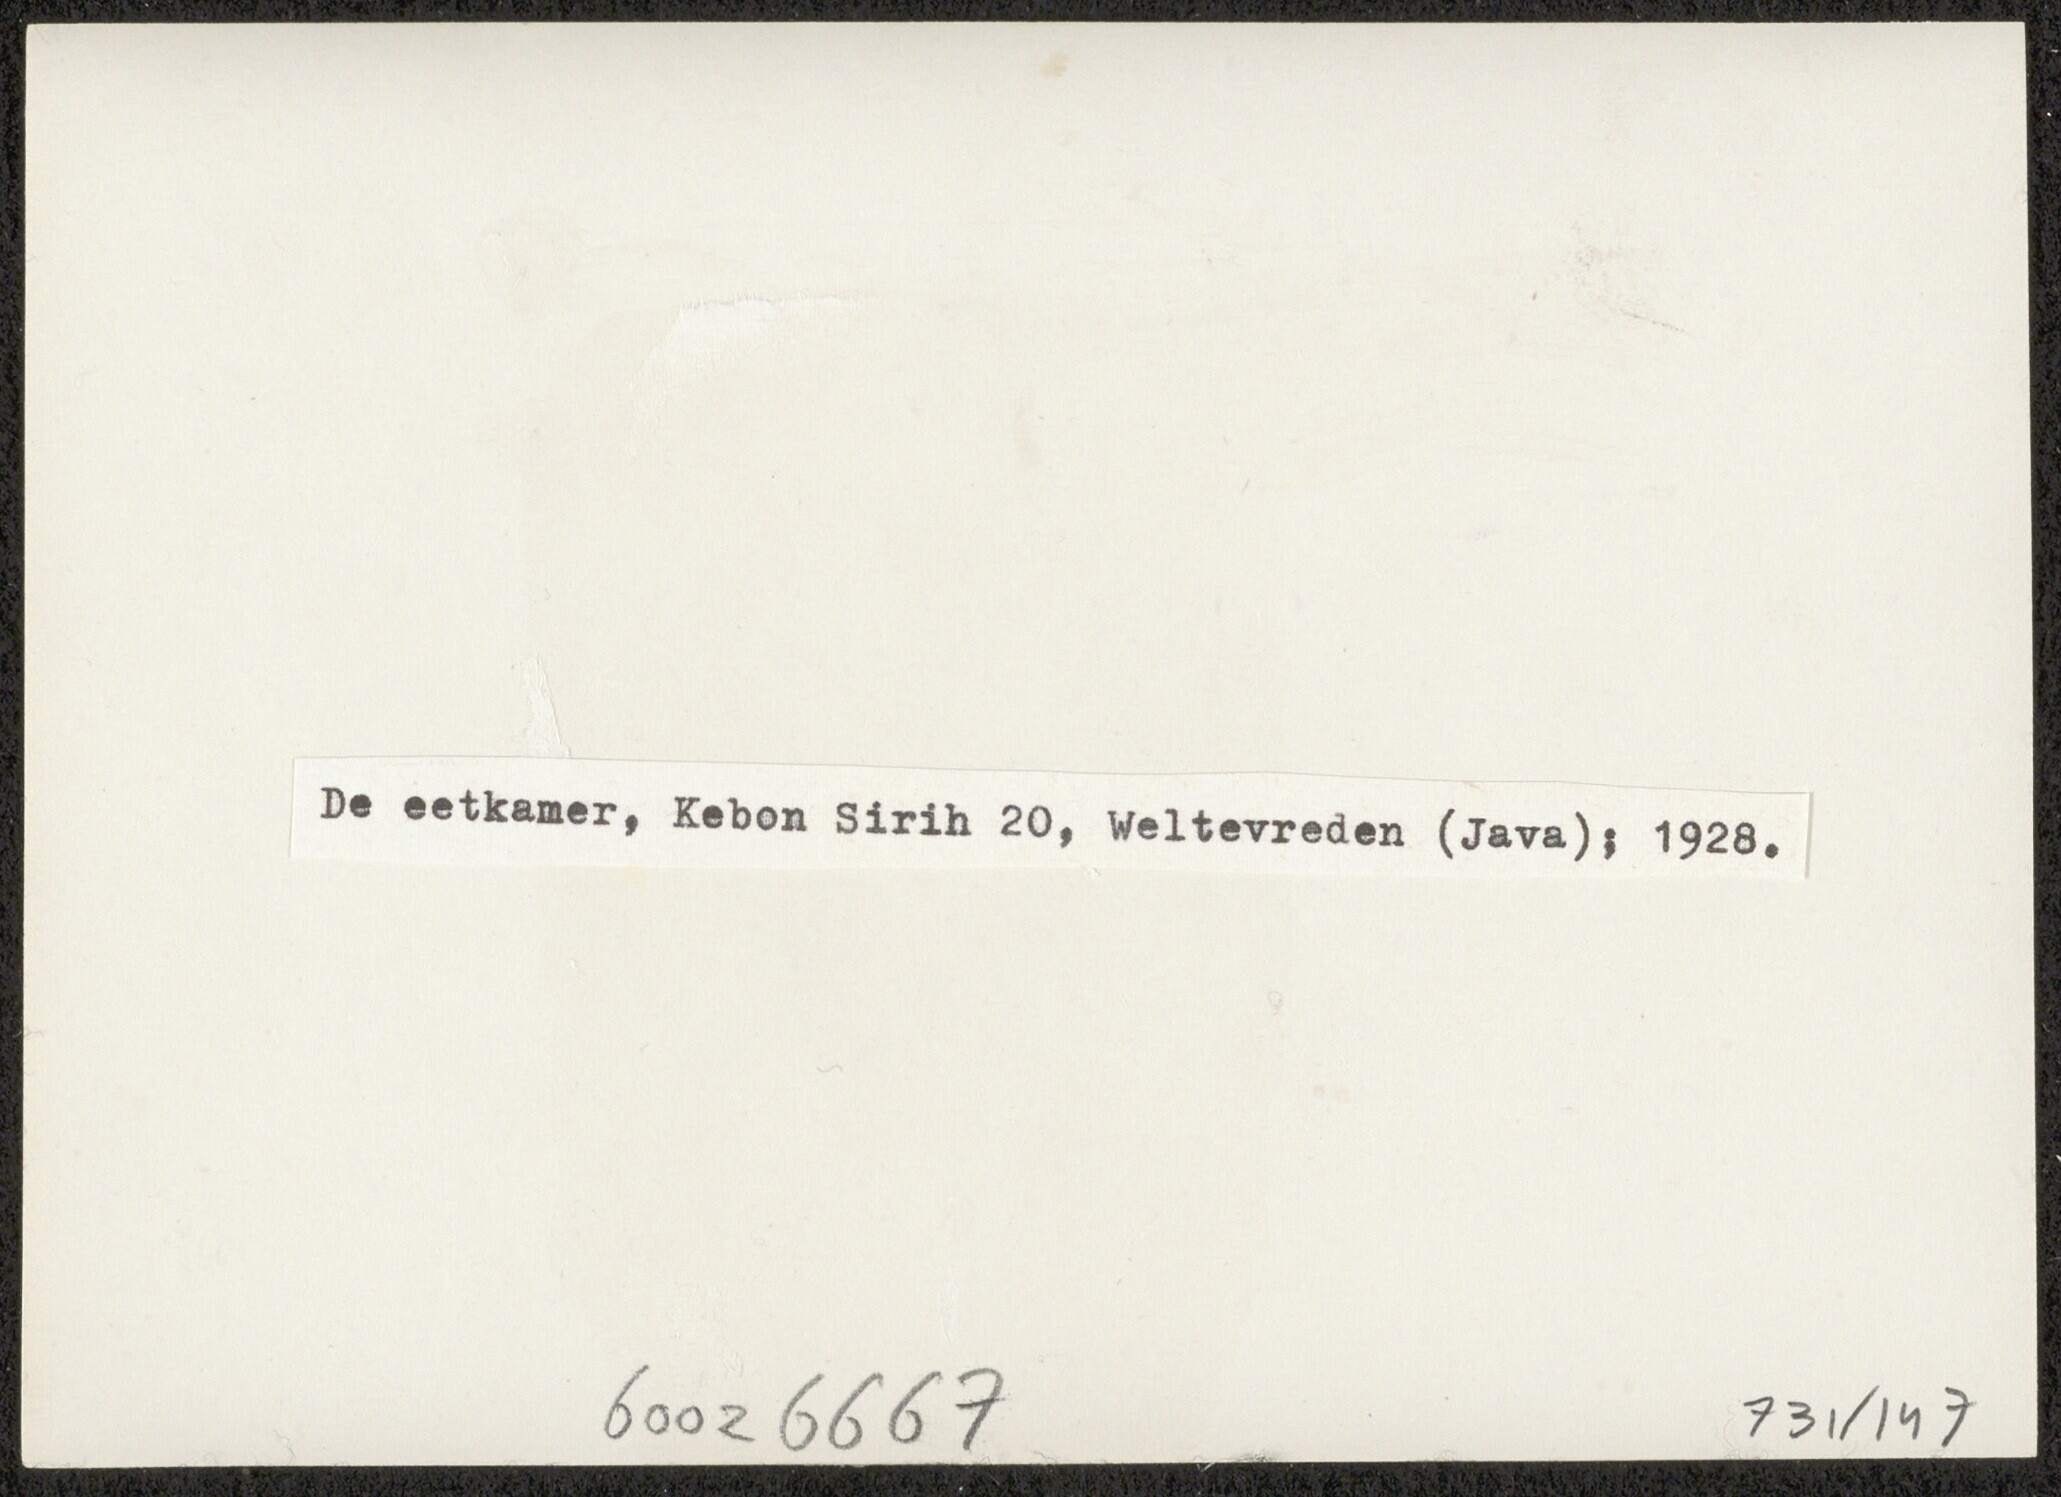 De eetkamer, Kebon Sirih 20, Weltevreden (Java); 1928.
60026667
731/147